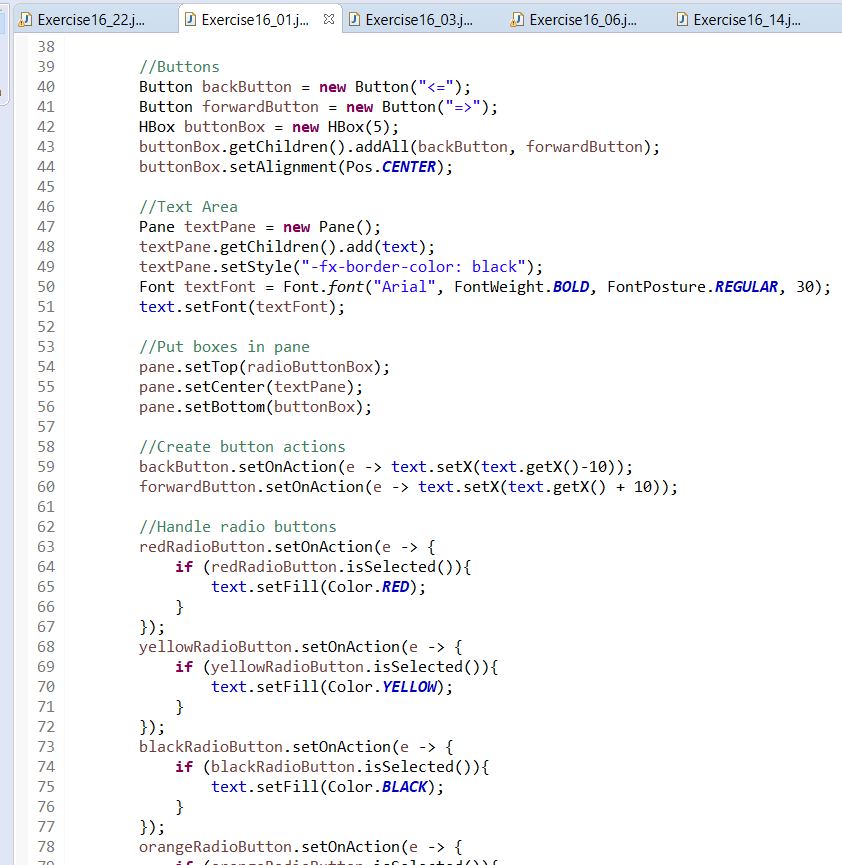 Exercise16_22.j...
Exercise16_01.j...
Exercise16_03.j...
Exercise16_06.j...
Exercise16_14.j...
38
39 //Buttons
40 Button backButton = new Button("<=");
41 Button forwardButton = new Button("=>");
42 HBox buttonBox = new HBox(5);
43 buttonBox.getChildren().addAll(backButton, forwardButton);
44 buttonBox.setAlignment(Pos.CENTER);
45
46 //Text Area
47 Pane textPane = new Pane();
48 textPane.getChildren().add(text);
49 textPane.setStyle("-fx-border-color: black");
50 Font textFont = Font.font("Arial", FontWeight.BOLD, FontPosture.REGULAR, 30);
51 text.setFont(textFont);
52
53 //Put boxes in pane
54 pane.setTop(radioButtonBox);
55 pane.setCenter(textPane);
56 pane.setBottom(buttonBox);
57
58 //Create button actions
59 backButton.setOnAction(e -> text.setX(text.getX()-10));
60 forwardButton.setOnAction(e -> text.setX(text.getX() + 10));
61
62 //Handle radio buttons
63 redRadioButton.setOnAction(e -> {
64 if (redRadioButton.isSelected()){
65 text.setFill(Color.RED);
66 }
67 });
68 yellowRadioButton.setOnAction(e -> {
69 if (yellowRadioButton.isSelected()){
70 text.setFill(Color.YELLOW);
71 }
72 });
73 blackRadioButton.setOnAction(e -> {
74 if (blackRadioButton.isSelected()){
75 text.setFill(Color.BLACK);
76 }
77 });
78 orangeRadioButton.setOnAction(e -> {